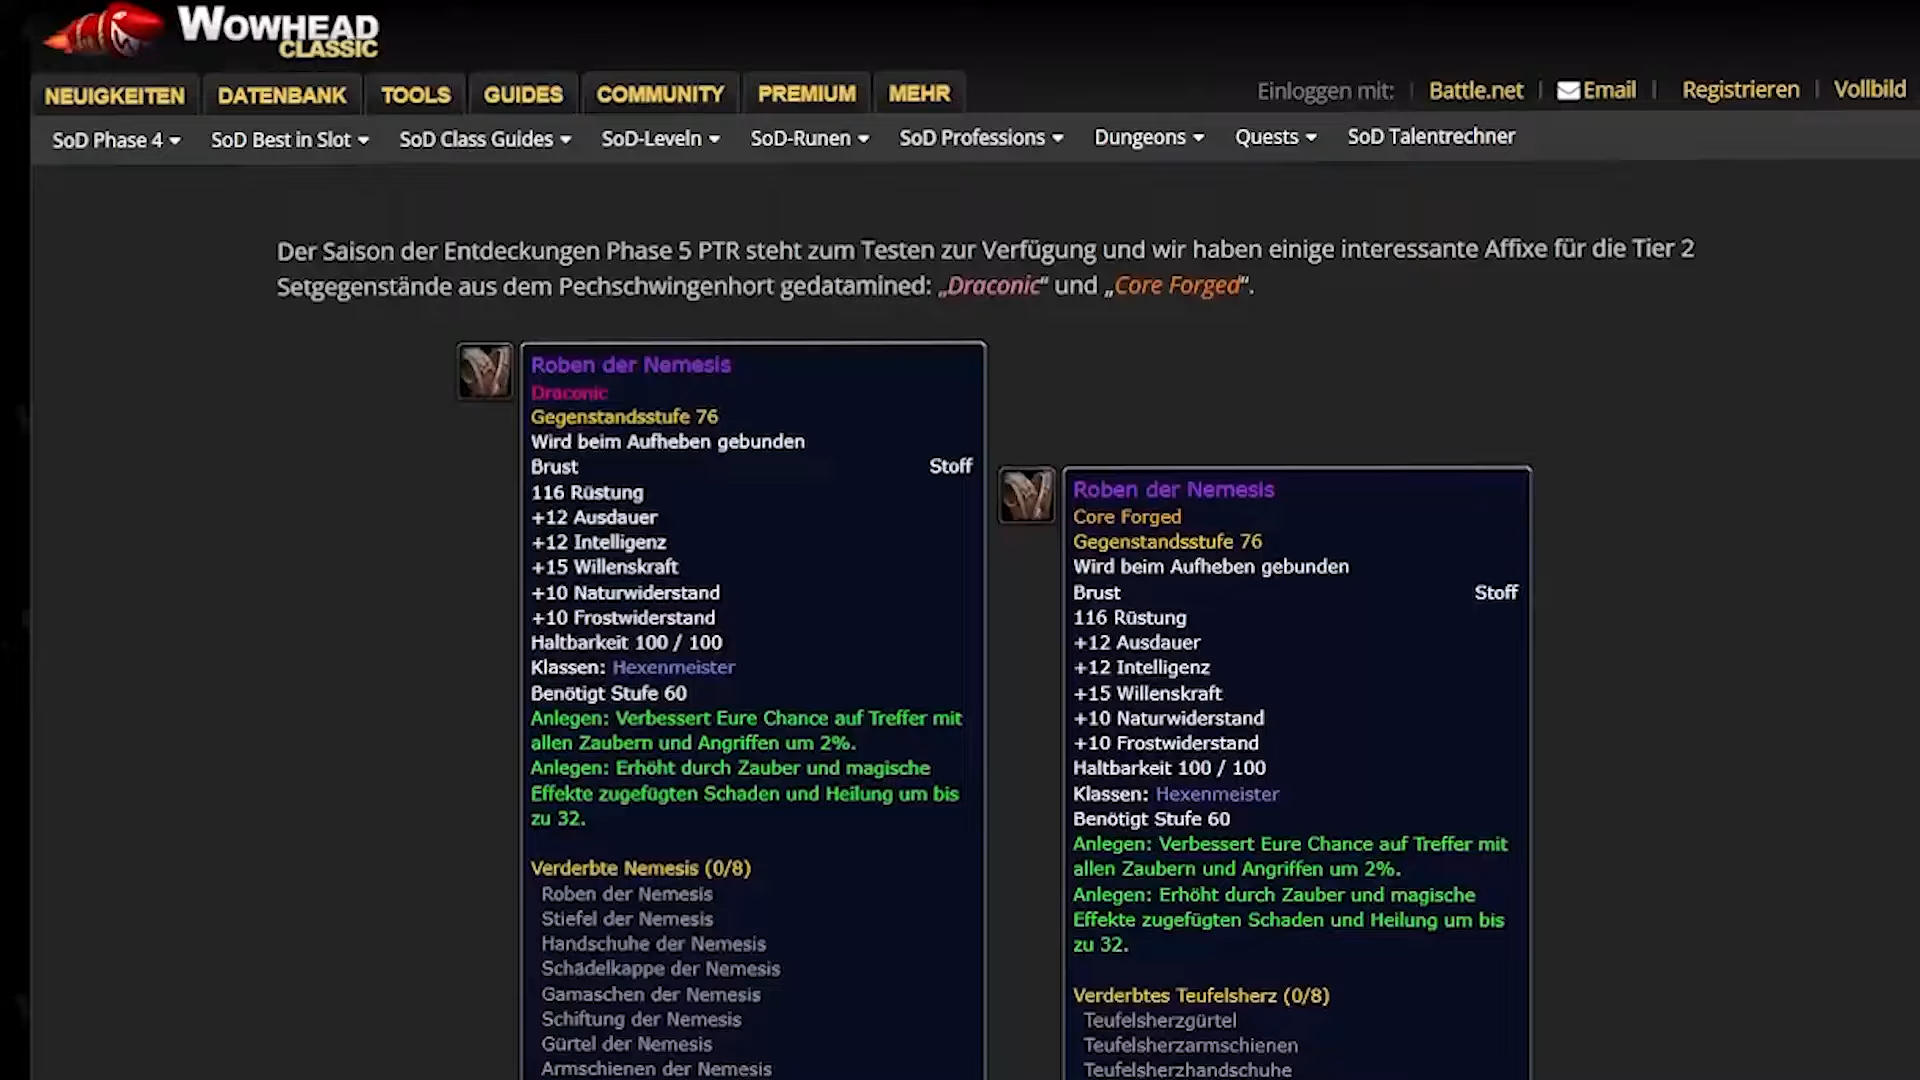 WOWHEAD
CLASSIC
NEUIGKEITEN DATENBANK TOOLS GUIDES COMMUNITY PREMIUM MEHR
Einloggen mit: Battle.net Email Registrieren Vollbild
SoD Phase 4 SoD Best in Slot SoD Class Guides SoD-Leveln SoD-Runen SoD Professions Dungeons Quests SoD Talentrechner
Der Saison der Entdeckungen Phase 5 PTR steht zum Testen zur Verfügung und wir haben einige interessante Affixe für die Tier 2
Setgegenstände aus dem Pechschwingenhort gedatamined: „Draconic“ und „Core Forged“.
Roben der Nemesis
Draconic
Gegenstandsstufe 76
Wird beim Aufheben gebunden
Brust Stoff
116 Rüstung
+12 Ausdauer
+12 Intelligenz
+15 Willenskraft
+10 Naturwiderstand
+10 Frostwiderstand
Haltbarkeit 100 / 100
Klassen: Hexenmeister
Benötigt Stufe 60
Anlegen: Verbessert Eure Chance auf Treffer mit
allen Zaubern und Angriffen um 2%.
Anlegen: Erhöht durch Zauber und magische
Effekte zugefügten Schaden und Heilung um bis
zu 32.
Verderbte Nemesis (0/8)
Roben der Nemesis
Stiefel der Nemesis
Handschuhe der Nemesis
Schädelkappe der Nemesis
Gamaschen der Nemesis
Schiftung der Nemesis
Gürtel der Nemesis
Armschienen der Nemesis
Roben der Nemesis
Core Forged
Gegenstandsstufe 76
Wird beim Aufheben gebunden
Brust Stoff
116 Rüstung
+12 Ausdauer
+12 Intelligenz
+15 Willenskraft
+10 Naturwiderstand
+10 Frostwiderstand
Haltbarkeit 100 / 100
Klassen: Hexenmeister
Benötigt Stufe 60
Anlegen: Verbessert Eure Chance auf Treffer mit
allen Zaubern und Angriffen um 2%.
Anlegen: Erhöht durch Zauber und magische
Effekte zugefügten Schaden und Heilung um bis
zu 32.
Verderbtes Teufelsherz (0/8)
Teufelsherzgürtel
Teufelsherzarmschienen
Teufelsherzhandschuhe